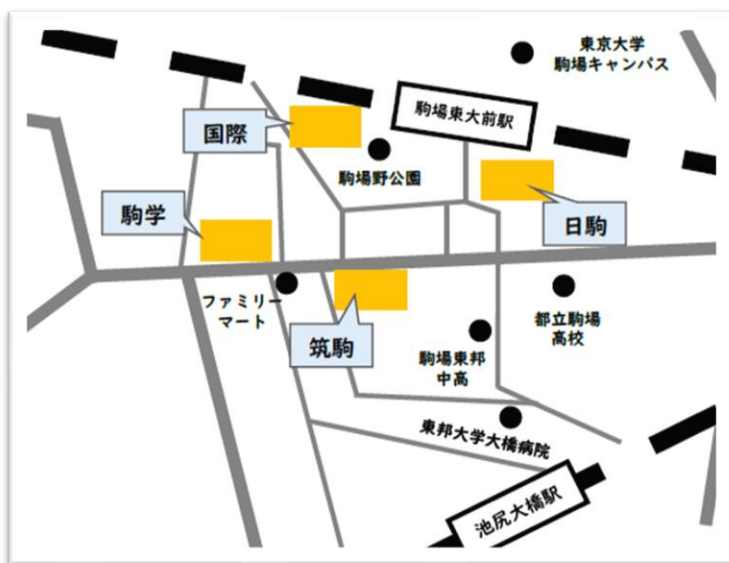 東京大学
駒場キャンパス
駒場東大前駅
国際
駒場野公園
駒学
日駒
ファミリー
マート
筑駒
都立駒場
高校
駒場東邦
中高
東邦大学大橋病院
池尻大橋駅